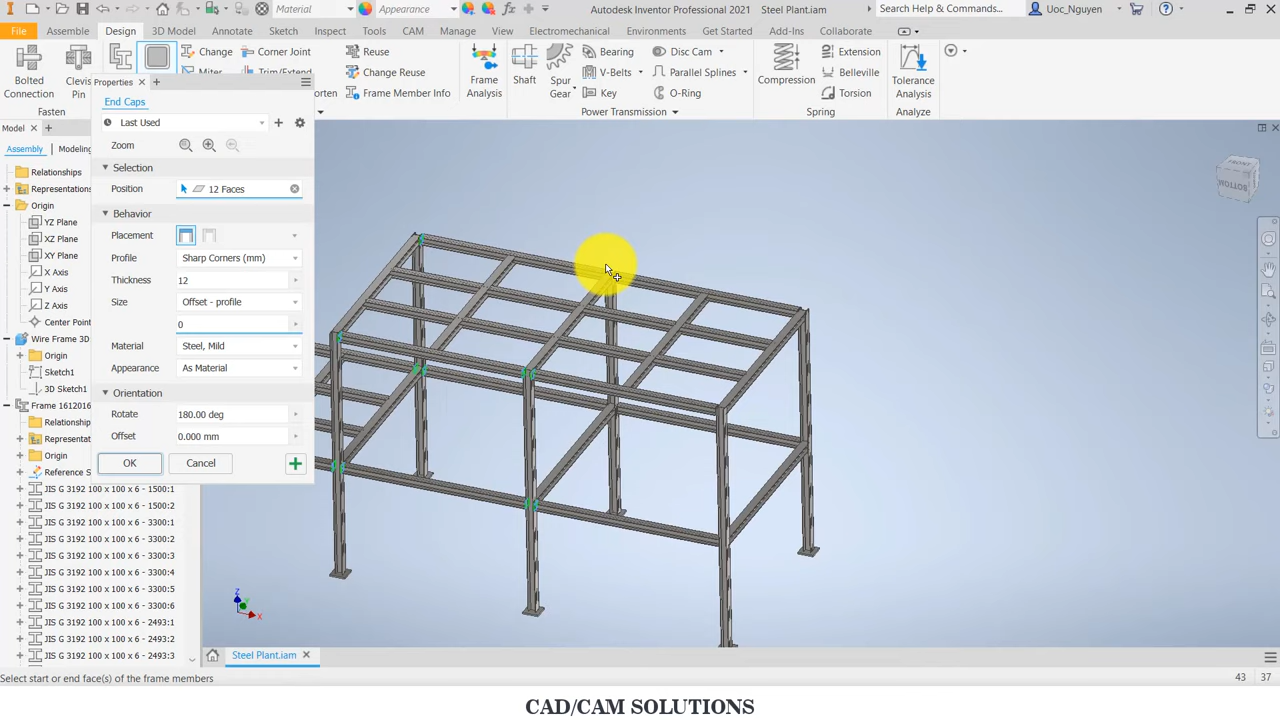 Material
Appearance
Autodesk Inventor Professional 2021 Steel Plant.iam
Search Help & Commands...
Uoc_Nguyen
File Assemble Design 3D Model Annotate Sketch Inspect Tools CAM Manage View Electromechanical Environments Get Started Add-Ins Collaborate
Bolted Connection
Clevis Pin
Change
Corner Joint
Miter
Trim/Extend
Reuse
Change Reuse
Frame Member Info
Frame Analysis
Shaft
Spur Gear
Bearing
V-Belts
Key
Disc Cam
Parallel Splines
O-Ring
Compression
Extension
Belleville
Torsion
Tolerance Analysis
Fasten
Power Transmission
Spring
Analyze
Properties
End Caps
Last Used
Zoom
Selection
Position 12 Faces
Behavior
Placement
Profile Sharp Corners (mm)
Thickness 12
Size Offset - profile
0
Material Steel, Mild
Appearance As Material
Orientation
Rotate 180.00 deg
Offset 0.000 mm
OK Cancel
Model
Assembly Modeling
Relationships
Representations
Origin
YZ Plane
XZ Plane
XY Plane
X Axis
Y Axis
Z Axis
Center Point
Wire Frame 3D
Origin
Sketch1
3D Sketch1
Frame 1612016
Relationship
Representat
Origin
Reference S
JIS G 3192 100 x 100 x 6 - 1500:1
JIS G 3192 100 x 100 x 6 - 1500:2
JIS G 3192 100 x 100 x 6 - 3300:1
JIS G 3192 100 x 100 x 6 - 3300:2
JIS G 3192 100 x 100 x 6 - 3300:3
JIS G 3192 100 x 100 x 6 - 3300:4
JIS G 3192 100 x 100 x 6 - 3300:5
JIS G 3192 100 x 100 x 6 - 3300:6
JIS G 3192 100 x 100 x 6 - 2493:1
JIS G 3192 100 x 100 x 6 - 2493:2
JIS G 3192 100 x 100 x 6 - 2493:3
FRONT
BOTTOM
Z
X
Steel Plant.iam
Select start or end face(s) of the frame members
43 37
CAD/CAM SOLUTIONS